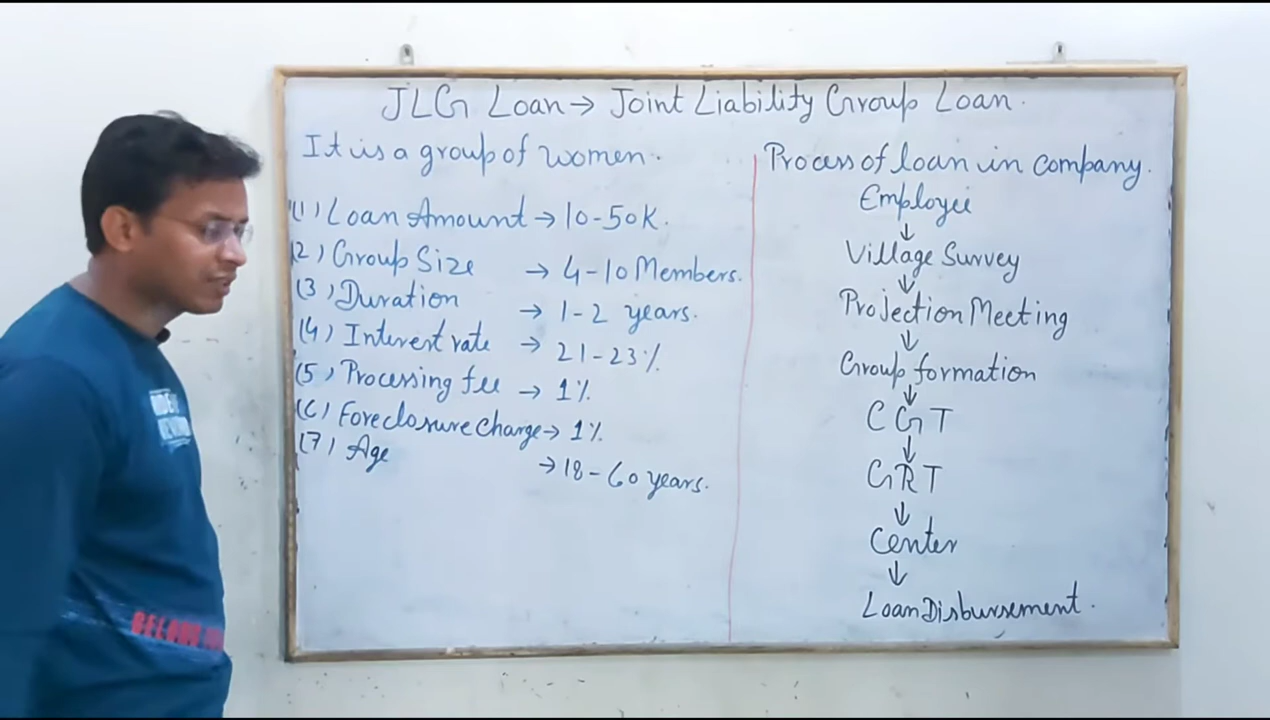 JLG Loan → Joint Liability Group Loan.
It is a group of women.
(1) Loan Amount → 10-50K.
(2) Group Size → 4-10 Members.
(3) Duration → 1-2 years.
(4) Interest rate → 21-23%.
(5) Processing fee → 1%.
(6) Foreclosure Charge → 1%.
(7) Age → 18-60 years.
Process of loan in company.
Employee
↓
Village Survey
↓
Projection Meeting
↓
Group formation
↓
CGT
↓
GRT
↓
Center
↓
Loan Disbursement.